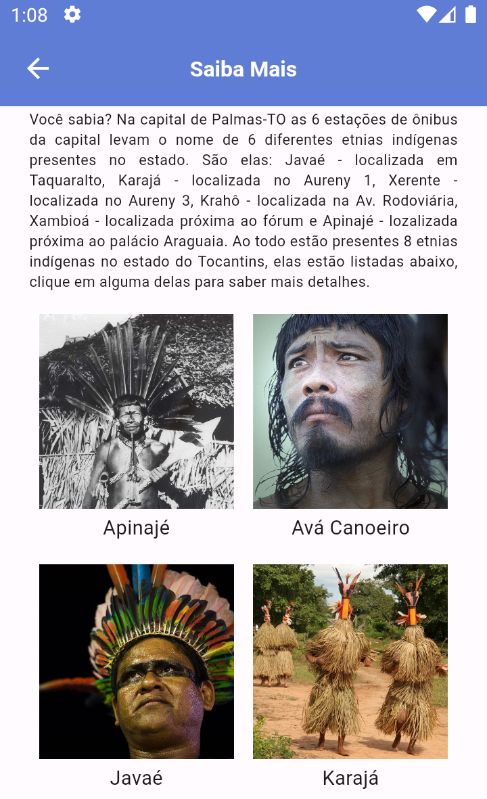 1:08
Saiba Mais
Você sabia? Na capital de Palmas-TO as 6 estações de ônibus
da capital levam o nome de 6 diferentes etnias indígenas
presentes no estado. São elas: Javaé - localizada em
Taquaralto, Karajá - localizada no Aureny 1, Xerente -
localizada no Aureny 3, Krahô - localizada na Av. Rodoviária,
Xambioá - localizada próxima ao fórum e Apinajé - lozalizada
próxima ao palácio Araguaia. Ao todo estão presentes 8 etnias
indígenas no estado do Tocantins, elas estão listadas abaixo,
clique em alguma delas para saber mais detalhes.
Apinajé
Avá Canoeiro
Javaé
Karajá